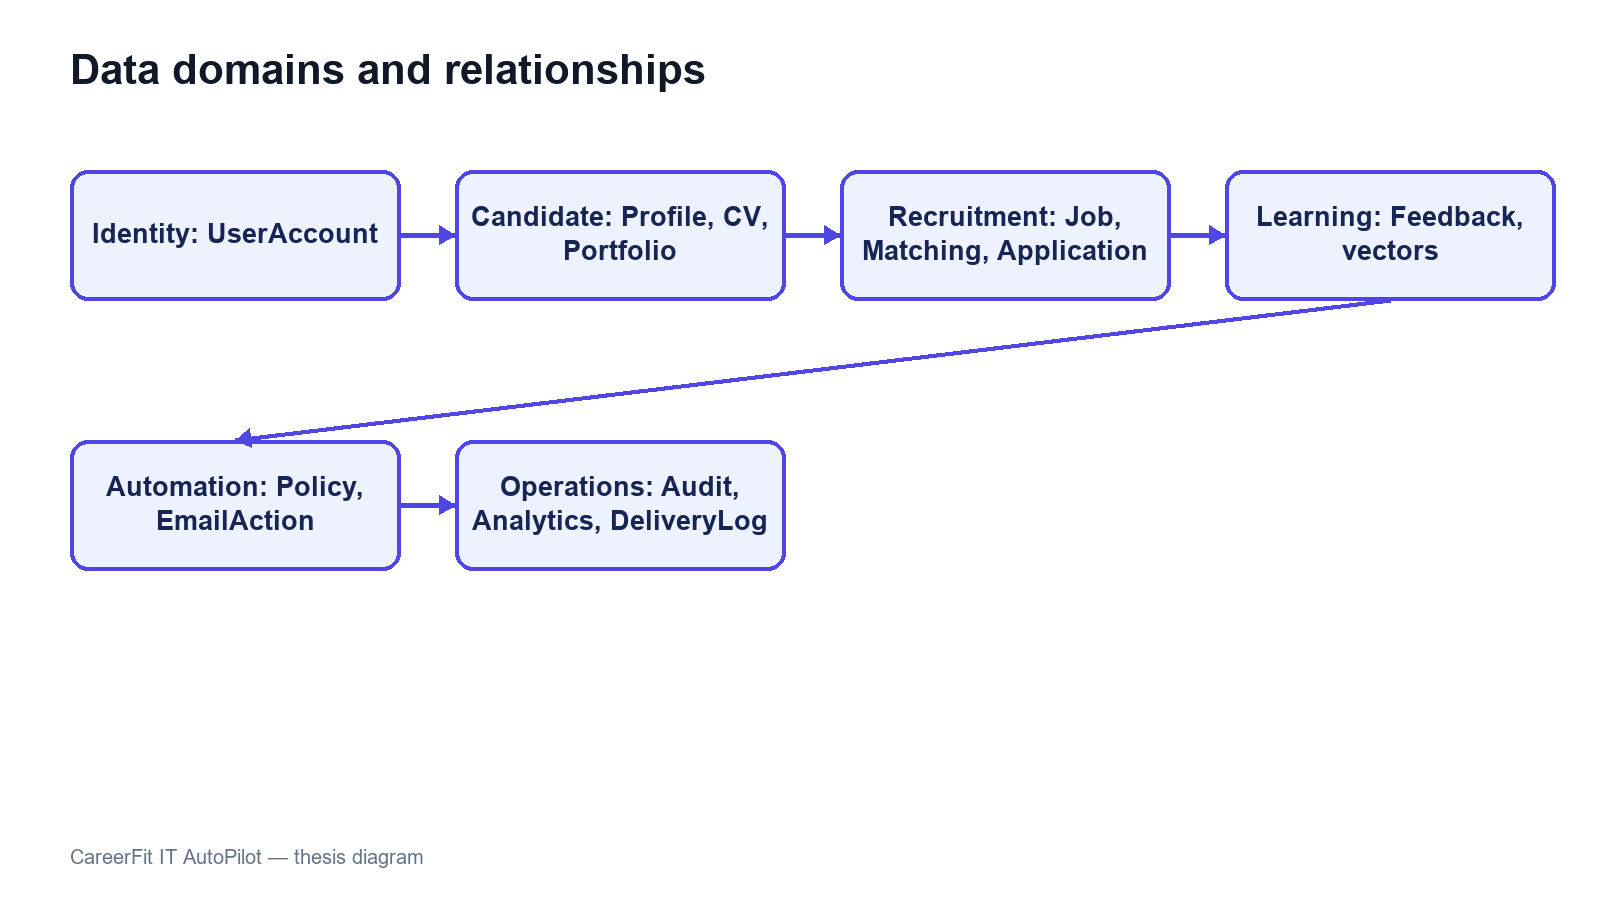 Data domains and relationships
Identity: UserAccount
Candidate: Profile, CV,
Portfolio
Recruitment: Job,
Matching, Application
Learning: Feedback,
vectors
Automation: Policy,
EmailAction
Operations: Audit,
Analytics, DeliveryLog
CareerFit IT AutoPilot — thesis diagram